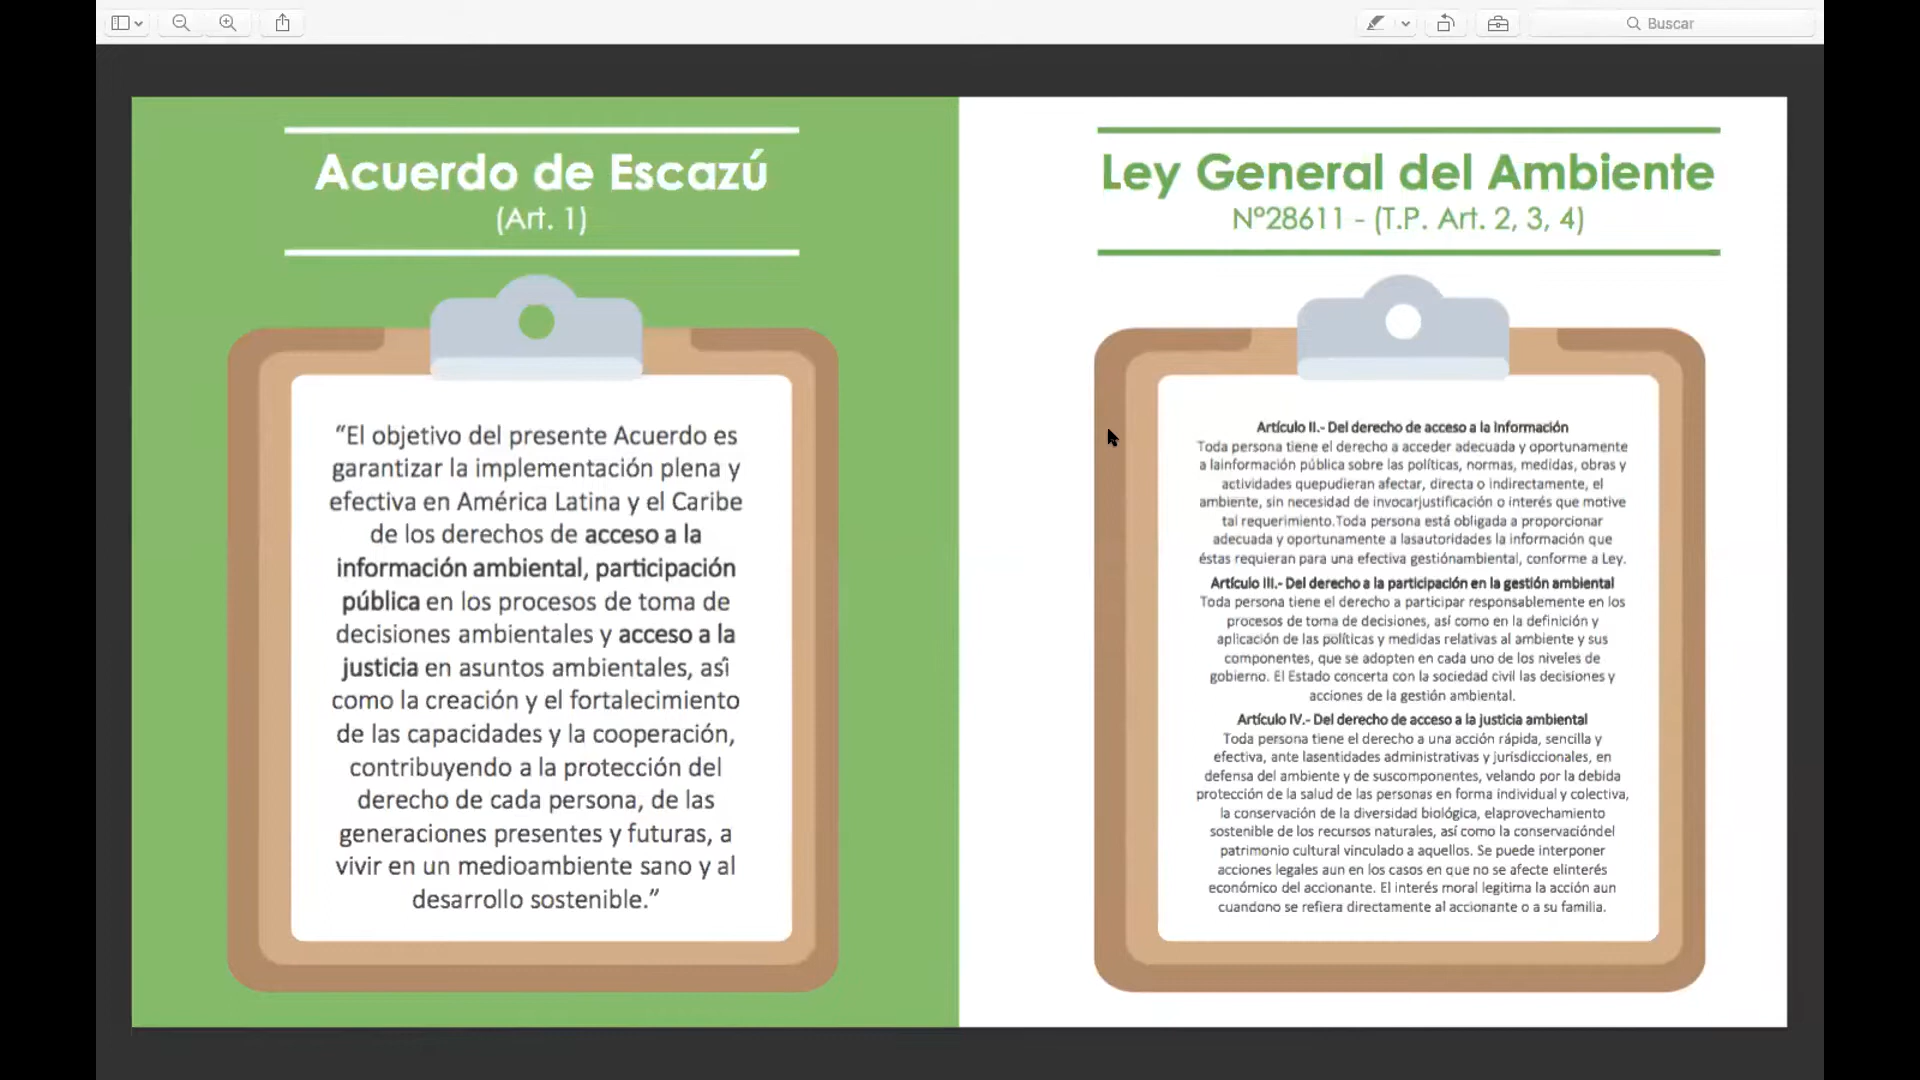 Buscar
Acuerdo de Escazú
(Art. 1)
“El objetivo del presente Acuerdo es
garantizar la implementación plena y
efectiva en América Latina y el Caribe
de los derechos de acceso a la
información ambiental, participación
pública en los procesos de toma de
decisiones ambientales y acceso a la
justicia en asuntos ambientales, así
como la creación y el fortalecimiento
de las capacidades y la cooperación,
contribuyendo a la protección del
derecho de cada persona, de las
generaciones presentes y futuras, a
vivir en un medioambiente sano y al
desarrollo sostenible.”
Ley General del Ambiente
Nº28611 - (T.P. Art. 2, 3, 4)
Artículo II.- Del derecho de acceso a la información
Toda persona tiene el derecho a acceder adecuada y oportunamente
a lainformación pública sobre las políticas, normas, medidas, obras y
actividades quepudieran afectar, directa o indirectamente, el
ambiente, sin necesidad de invocarjustificación o interés que motive
tal requerimiento.Toda persona está obligada a proporcionar
adecuada y oportunamente a lasautoridades la información que
éstas requieran para una efectiva gestiónambiental, conforme a Ley.
Artículo III.- Del derecho a la participación en la gestión ambiental
Toda persona tiene el derecho a participar responsablemente en los
procesos de toma de decisiones, así como en la definición y
aplicación de las políticas y medidas relativas al ambiente y sus
componentes, que se adopten en cada uno de los niveles de
gobierno. El Estado concerta con la sociedad civil las decisiones y
acciones de la gestión ambiental.
Artículo IV.- Del derecho de acceso a la justicia ambiental
Toda persona tiene el derecho a una acción rápida, sencilla y
efectiva, ante lasentidades administrativas y jurisdiccionales, en
defensa del ambiente y de suscomponentes, velando por la debida
protección de la salud de las personas en forma individual y colectiva,
la conservación de la diversidad biológica, elaprovechamiento
sostenible de los recursos naturales, así como la conservacióndel
patrimonio cultural vinculado a aquellos. Se puede interponer
acciones legales aun en los casos en que no se afecte elinterés
económico del accionante. El interés moral legitima la acción aun
cuandono se refiera directamente al accionante o a su familia.